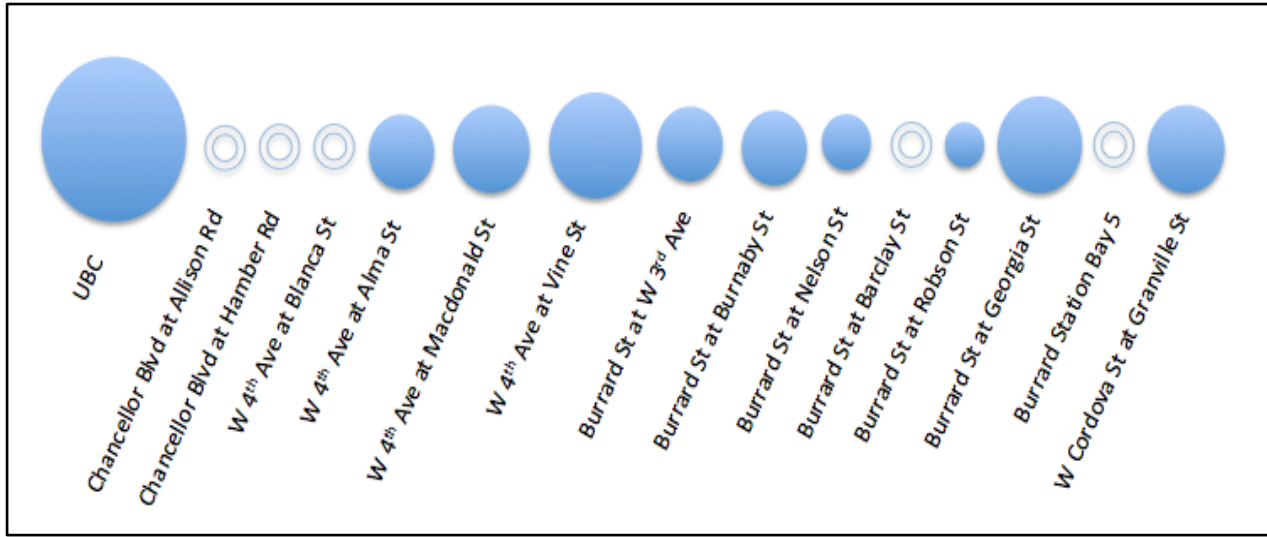 UBC
Chancellor Blvd at Allison Rd
Chancellor Blvd at Hamber Rd
W 4th Ave at Blanca St
W 4th Ave at Alma St
W 4th Ave at Macdonald St
W 4th Ave at Vine St
Burrard St at W 3rd Ave
Burrard St at Burnaby St
Burrard St at Nelson St
Burrard St at Barclay St
Burrard St at Robson St
Burrard St at Georgia St
Burrard Station Bay 5
W Cordova St at Granville St